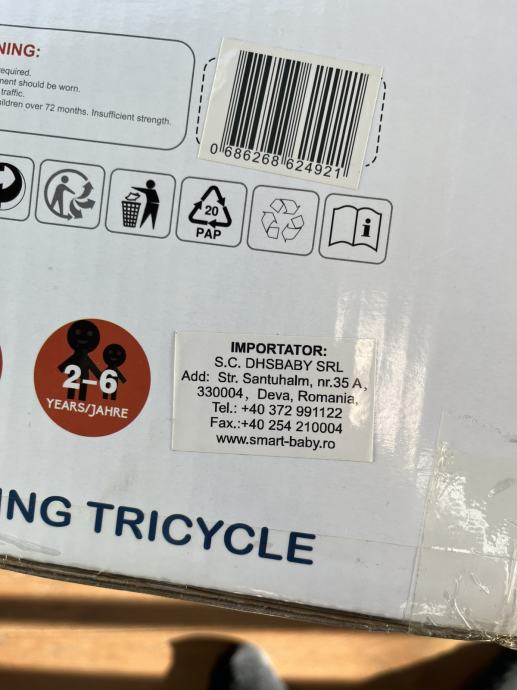 NING:
required.
ment should be worn.
traffic.
ildren over 72 months. Insufficient strength.
0 686268 624921
20
PAP
i
2-6
YEARS/JAHRE
IMPORTATOR:
S.C. DHSBABY SRL
Add: Str. Santuhalm, nr.35 A,
330004, Deva, Romania,
Tel.: +40 372 991122
Fax.:+40 254 210004
www.smart-baby.ro
ING TRICYCLE